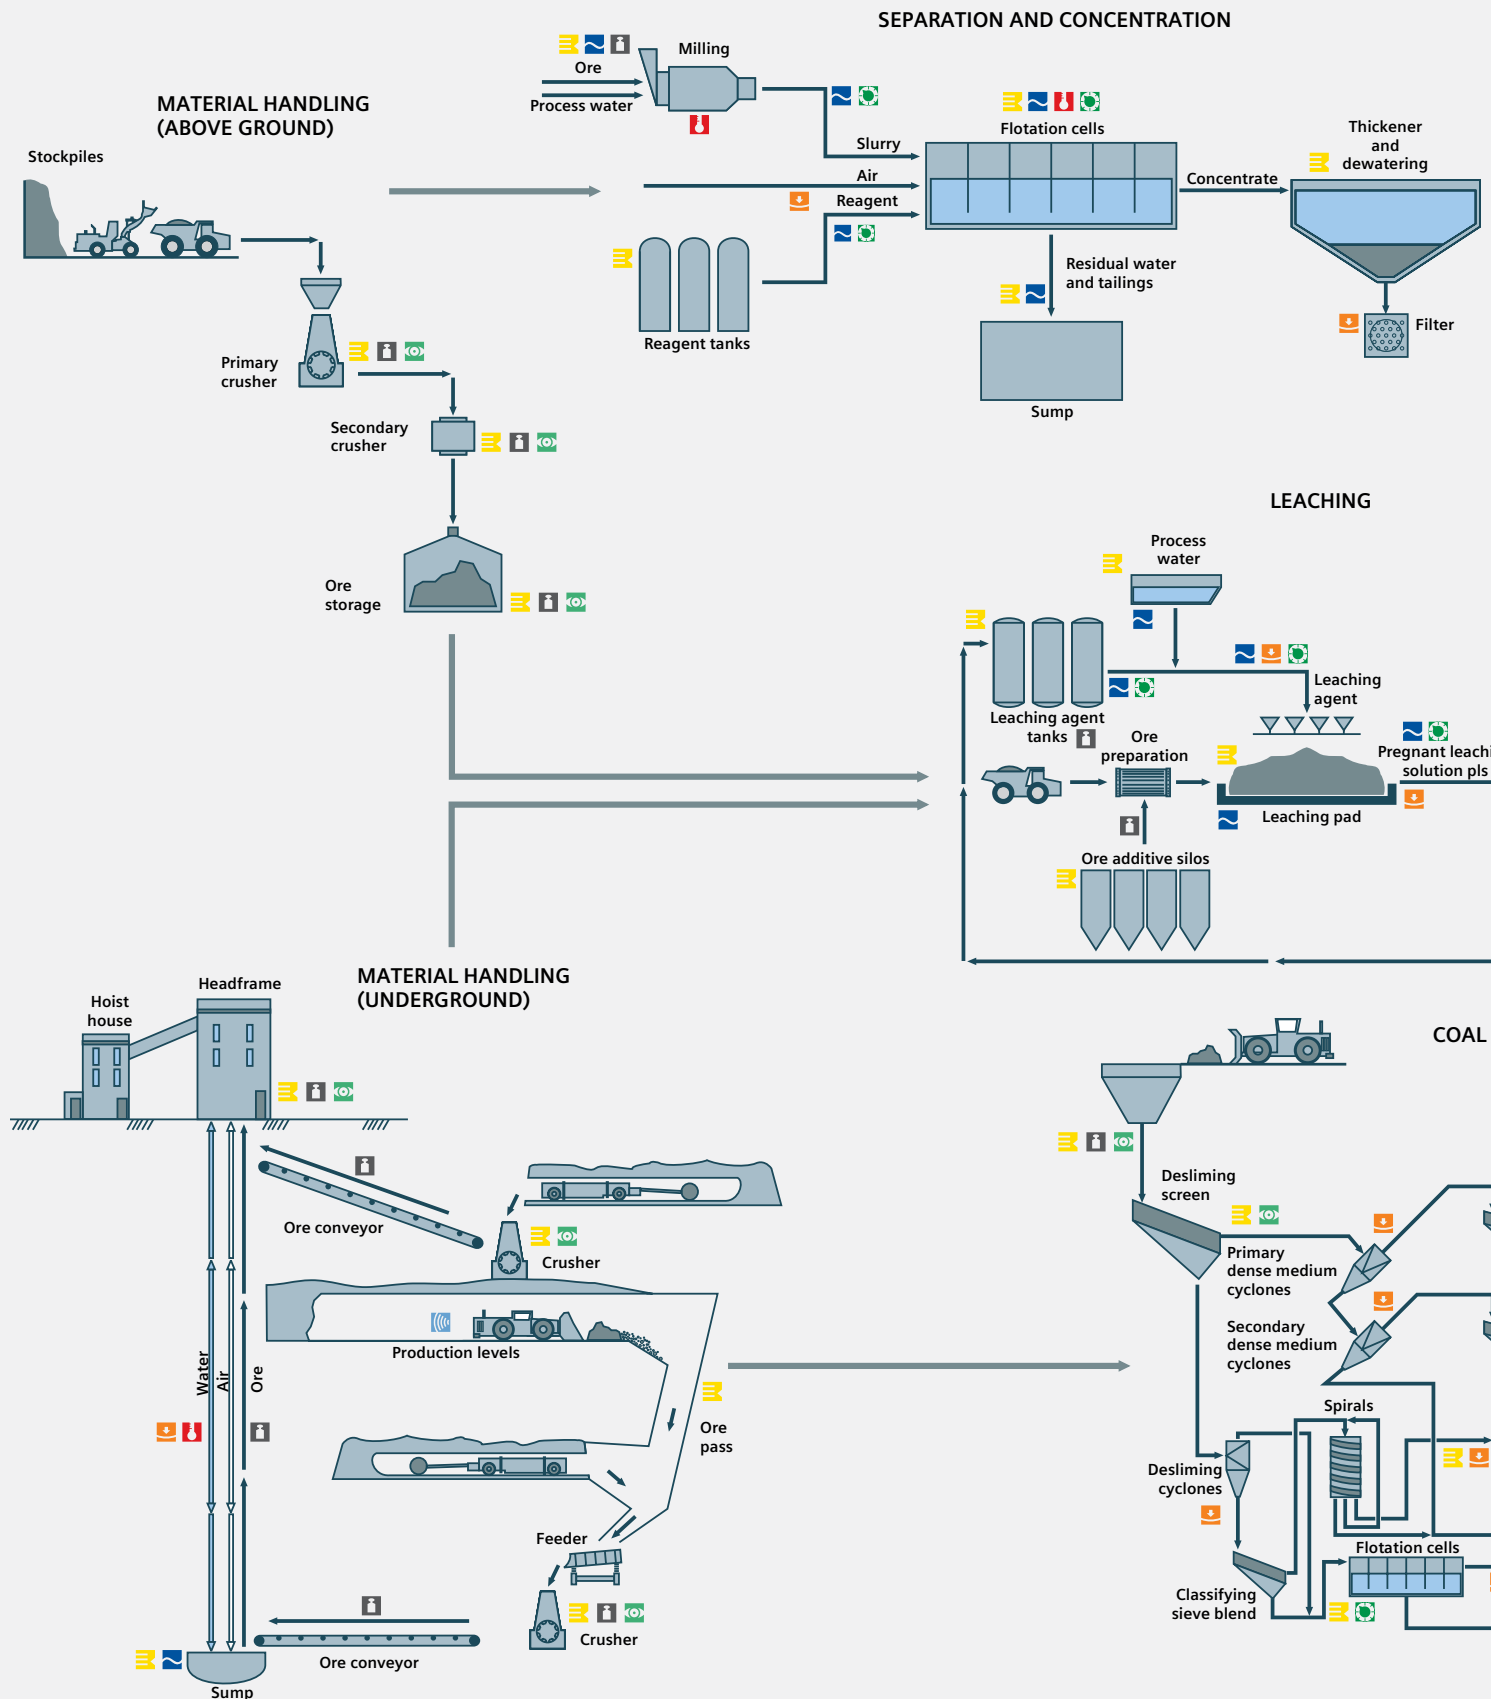 SEPARATION AND CONCENTRATION
Milling
Ore
Process water
MATERIAL HANDLING
(ABOVE GROUND)
Stockpiles
Flotation cells
Slurry
Air
Reagent
Concentrate
Thickener
and
dewatering
Residual water
and tailings
Reagent tanks
Filter
Sump
Primary
crusher
Secondary
crusher
Ore
storage
LEACHING
Process
water
Leaching
agent
Leaching agent
tanks
Ore
preparation
Pregnant leachi
solution pls
Leaching pad
Ore additive silos
MATERIAL HANDLING
(UNDERGROUND)
Headframe
Hoist
house
Ore conveyor
Crusher
Production levels
Water
Air
Ore
Ore
pass
Feeder
Crusher
Ore conveyor
Sump
COAL
Desliming
screen
Primary
dense medium
cyclones
Secondary
dense medium
cyclones
Spirals
Desliming
cyclones
Flotation cells
Classifying
sieve blend